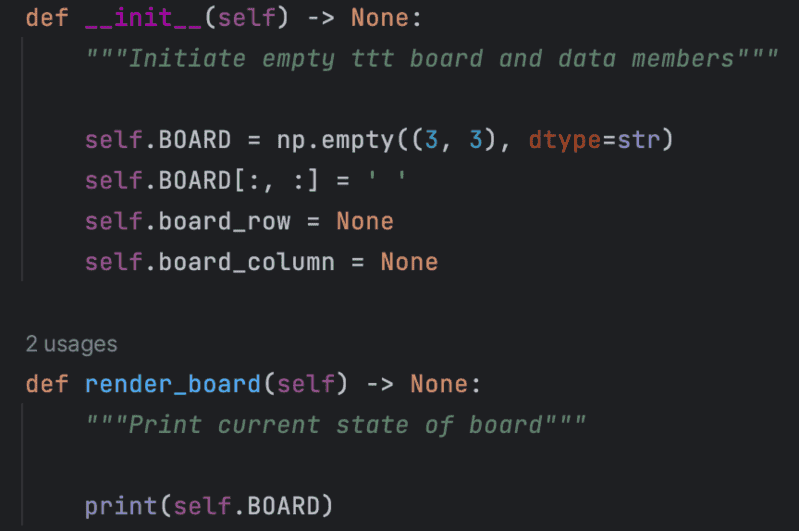 def __init__(self) -> None:
    """Initiate empty ttt board and data members"""
    self.BOARD = np.empty((3, 3), dtype=str)
    self.BOARD[:, :] = ' '
    self.board_row = None
    self.board_column = None
2 usages
def render_board(self) -> None:
    """Print current state of board"""
    print(self.BOARD)